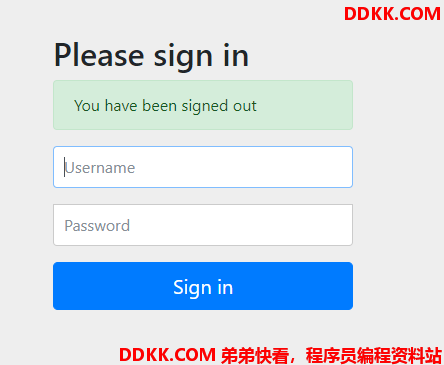 DDKK.COM
Please sign in
You have been signed out
Username
Password
Sign in
DDKK.COM 弟弟快看，程序员编程资料站